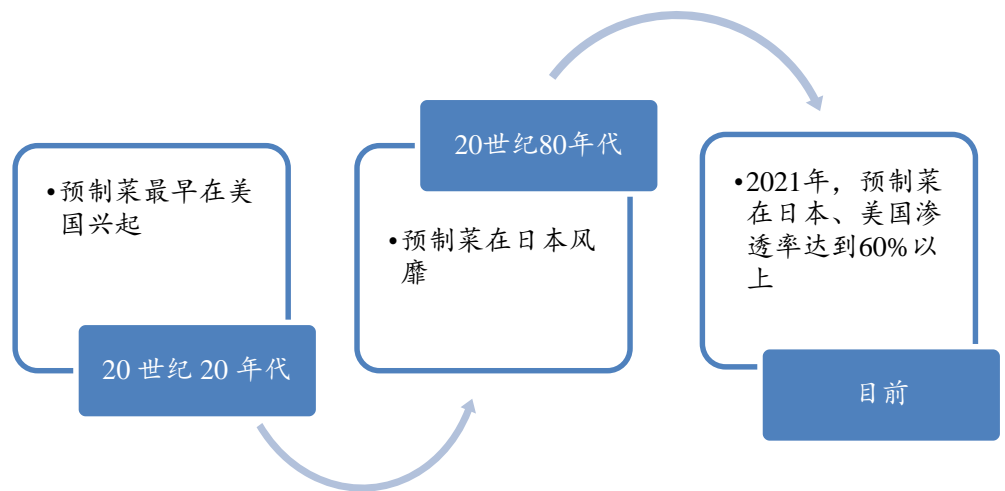 •预制菜最早在美
国兴起
20 世纪 20 年代
20世纪80年代
•预制菜在日本风
靡
•2021年，预制菜
在日本、美国渗
透率达到60%以
上
目前